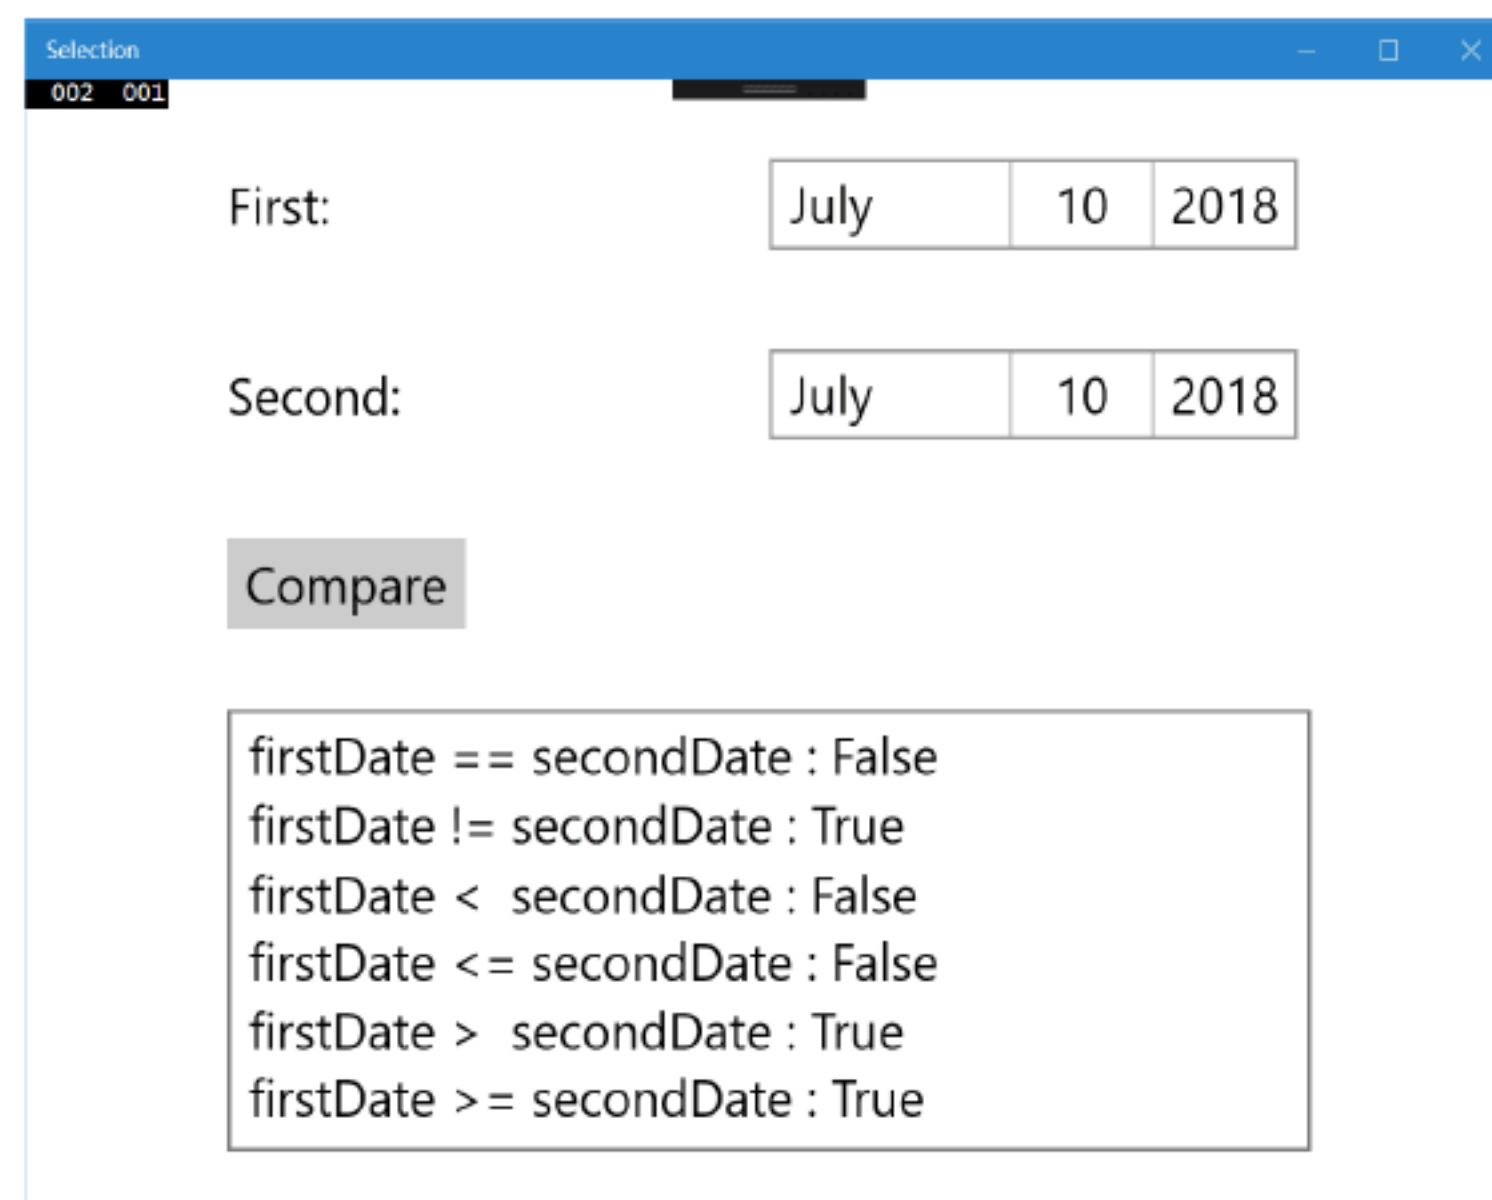 Selection
002 001
First: July 10 2018
Second: July 10 2018
Compare
firstDate == secondDate : False
firstDate != secondDate : True
firstDate <  secondDate : False
firstDate <= secondDate : False
firstDate >  secondDate : True
firstDate >= secondDate : True